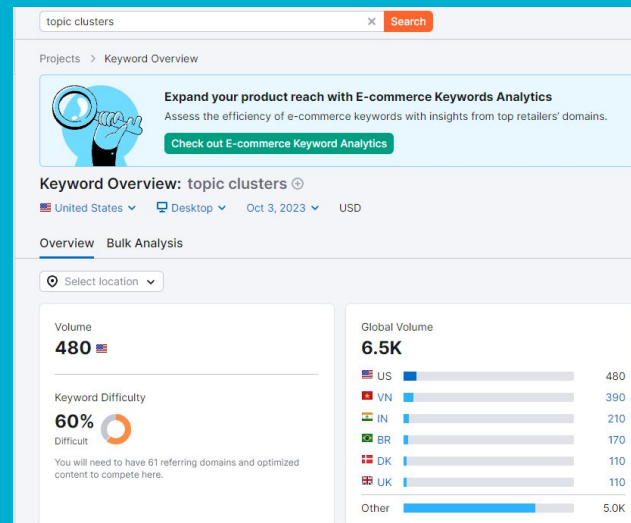 topic clusters
Search
Projects > Keyword Overview
Expand your product reach with E-commerce Keywords Analytics
Assess the efficiency of e-commerce keywords with insights from top retailers' domains.
Check out E-commerce Keyword Analytics
Keyword Overview: topic clusters
United States Desktop Oct 3, 2023 USD
Overview Bulk Analysis
Select location
Volume
480
Keyword Difficulty
60%
Difficult
You will need to have 61 referring domains and optimized
content to compete here.
Global Volume
6.5K
US 480
VN 390
IN 210
BR 170
DK 110
UK 110
Other 5.0K